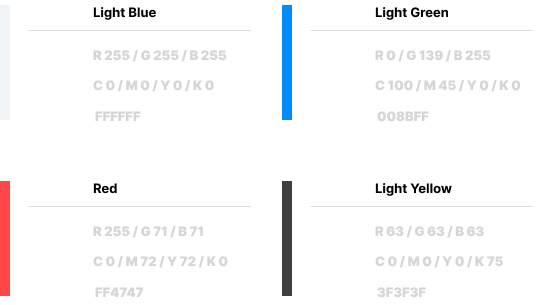 Light Blue
R 255 / G 255 / B 255
C 0 / M 0 / Y 0 / K 0
FFFFFF
Light Green
R 0 / G 139 / B 255
C 100 / M 45 / Y 0 / K 0
008BFF
Red
R 255 / G 71 / B 71
C 0 / M 72 / Y 72 / K 0
FF4747
Light Yellow
R 63 / G 63 / B 63
C 0 / M 0 / Y 0 / K 75
3F3F3F